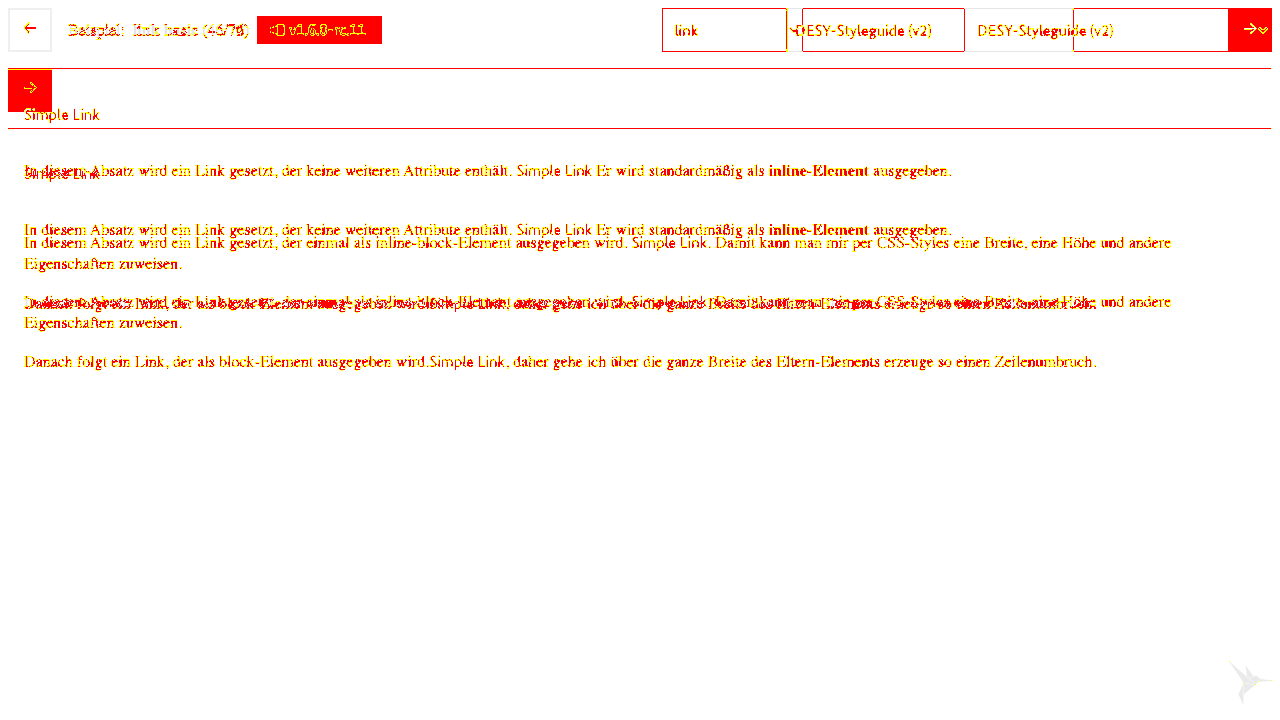 Beispiel: link basic (46/76) v1.6.0-rc.11 link DESY-Styleguide (v2) DESY-Styleguide (v2)
Simple Link
In diesem Absatz wird ein Link gesetzt, der keine weiteren Attribute enthält. Simple Link Er wird standardmäßig als inline-Element ausgegeben.
Simple Link
In diesem Absatz wird ein Link gesetzt, der keine weiteren Attribute enthält. Simple Link Er wird standardmäßig als inline-Element ausgegeben.
In diesem Absatz wird ein Link gesetzt, der einmal als inline-block-Element ausgegeben wird. Simple Link. Damit kann man mir per CSS-Styles eine Breite, eine Höhe und andere
Eigenschaften zuweisen.
In diesem Absatz wird ein Link gesetzt, der einmal als inline-block-Element ausgegeben wird. Simple Link. Damit kann man mir per CSS-Styles eine Breite, eine Höhe und andere
Eigenschaften zuweisen.
Danach folgt ein Link, der als block-Element ausgegeben wird.Simple Link, daher gehe ich über die ganze Breite des Eltern-Elements erzeuge so einen Zeilenumbruch.